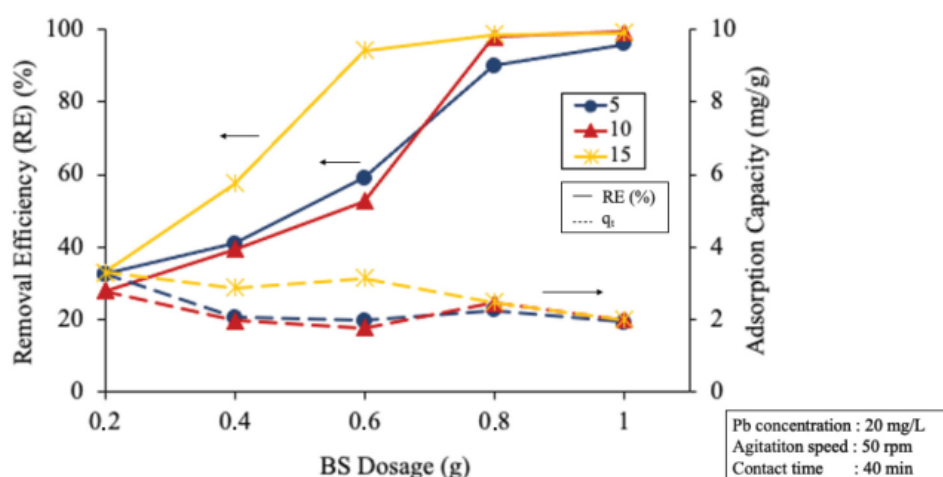 Removal Efficiency (RE) (%)
100
80
60
40
20
0
10
8
6
4
2
0
Adsorption Capacity (mg/g)
5
10
15
RE (%)
qt
0.2 0.4 0.6 0.8 1
BS Dosage (g)
Pb concentration : 20 mg/L
Agitatiton speed : 50 rpm
Contact time : 40 min